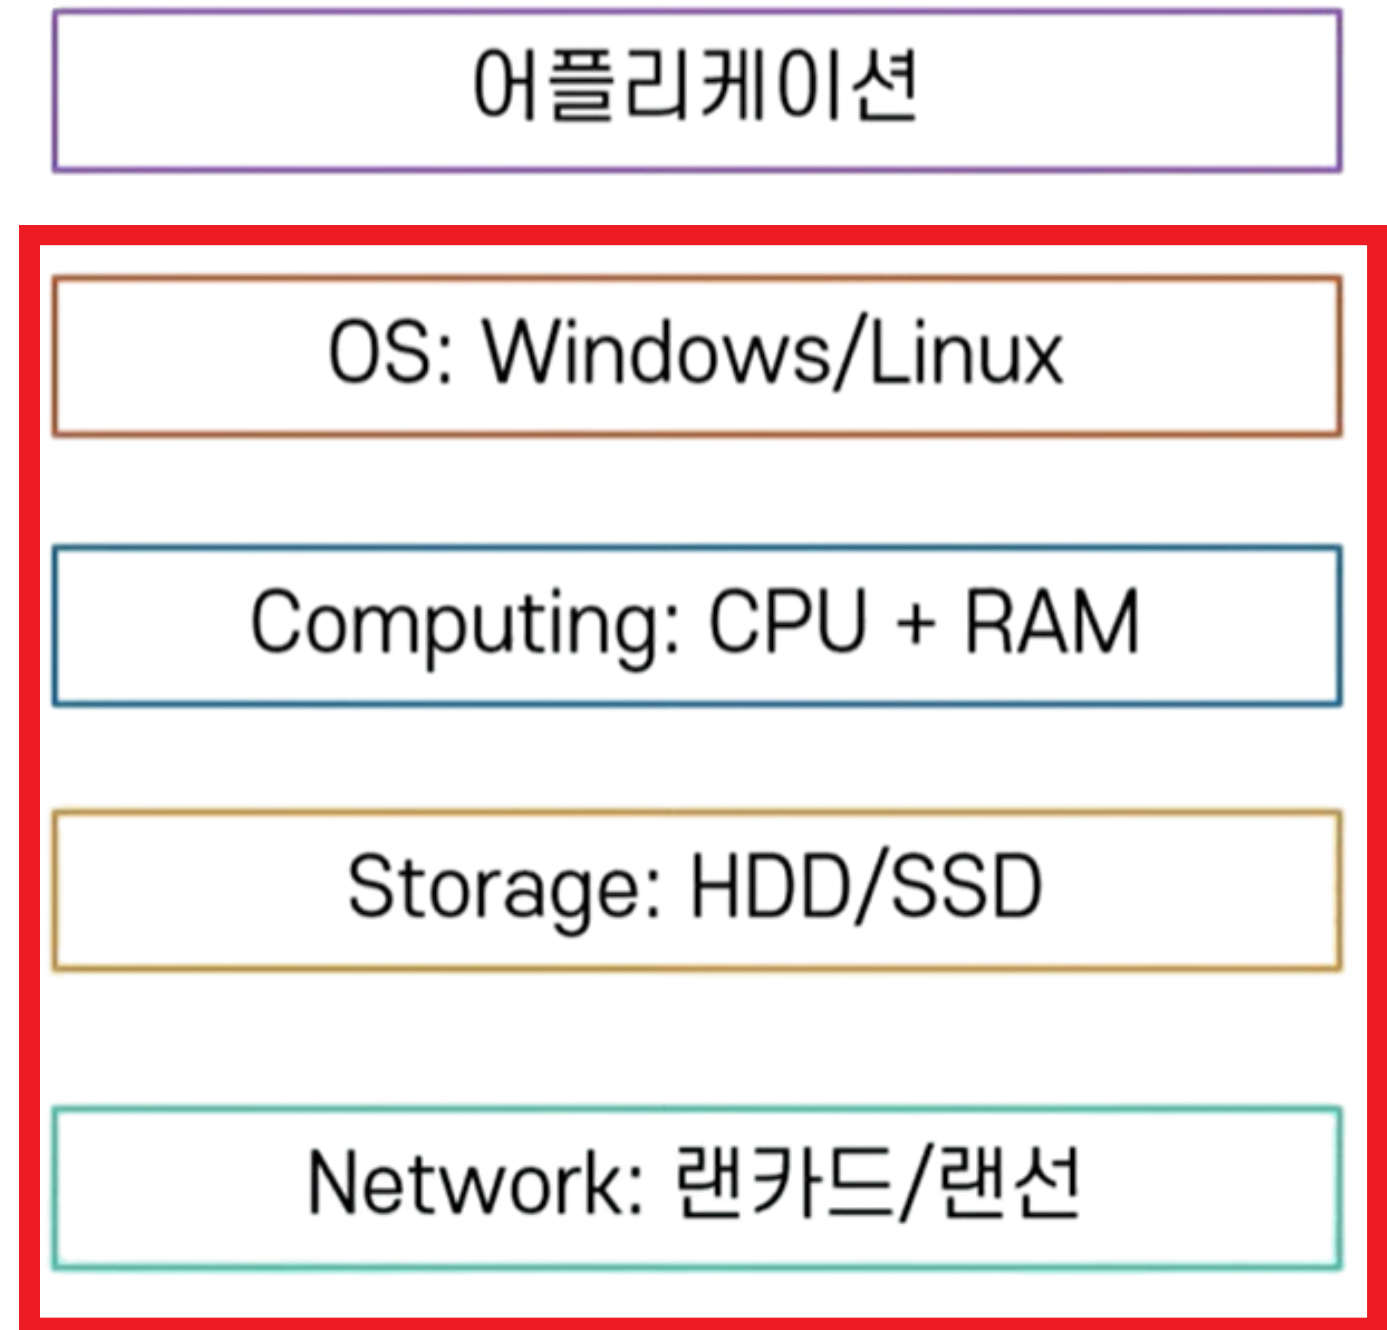 어플리케이션
OS: Windows/Linux
Computing: CPU + RAM
Storage: HDD/SSD
Network: 랜카드/랜선